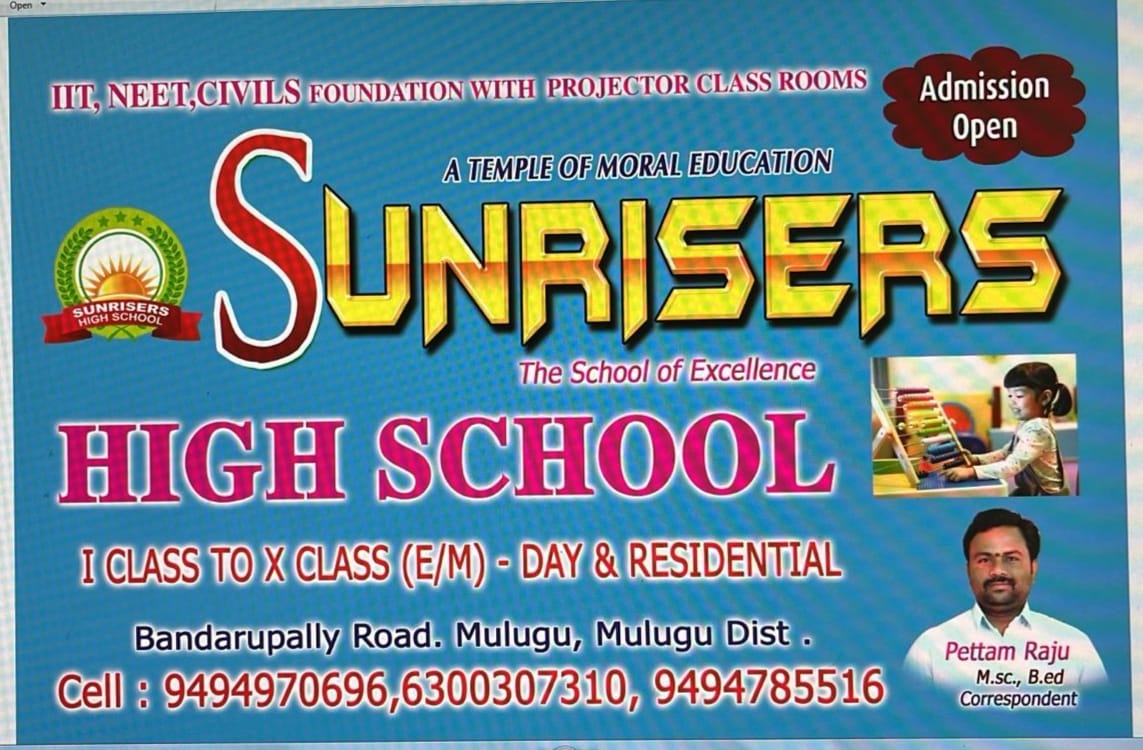 Open
IIT, NEET,CIVILS FOUNDATION WITH PROJECTOR CLASS ROOMS
Admission
Open
A TEMPLE OF MORAL EDUCATION
SUNRISERS
SUNRISERS
HIGH SCHOOL
The School of Excellence
HIGH SCHOOL
I CLASS TO X CLASS (E/M) - DAY & RESIDENTIAL
Bandarupally Road. Mulugu, Mulugu Dist .
Cell : 9494970696,6300307310, 9494785516
Pettam Raju
M.sc., B.ed
Correspondent